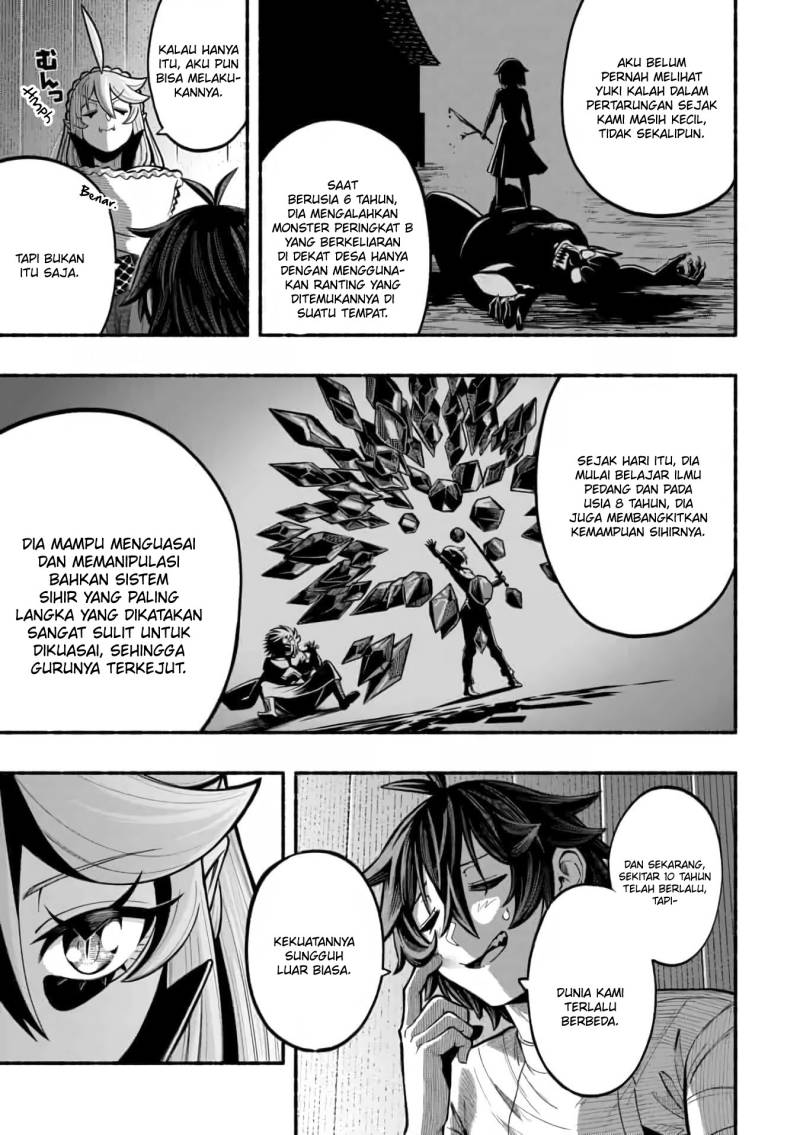 AKU BELUM
PERNAH MELIHAT
YUKI KALAH DALAM
PERTARUNGAN SEJAK
KAMI MASIH KECIL,
TIDAK SEKALIPUN.
SAAT
BERUSIA 6 TAHUN,
DIA MENGALAHKAN
MONSTER PERINGKAT B
YANG BERKELIARAN
DI DEKAT DESA HANYA
DENGAN MENGGUNA-
KAN RANTING YANG
DITEMUKANNYA DI
SUATU TEMPAT.
KALAU HANYA
ITU, AKU PUN
BISA MELAKU-
KANNYA.
むんっ
Hmph
Benar.
TAPI BUKAN
ITU SAJA.
SEJAK HARI ITU, DIA
MULAI BELAJAR ILMU
PEDANG DAN PADA
USIA 8 TAHUN, DIA
JUGA MEMBANGKITKAN
KEMAMPUAN SIHIRNYA.
DIA MAMPU MENGUASAI
DAN MEMANIPULASI
BAHKAN SISTEM
SIHIR YANG PALING
LANGKA YANG DIKATAKAN
SANGAT SULIT UNTUK
DIKUASAI, SEHINGGA
GURUNYA TERKEJUT.
DAN SEKARANG,
SEKITAR 10 TAHUN
TELAH BERLALU,
TAPI-
DUNIA KAMI
TERLALU
BERBEDA.
KEKUATANNYA
SUNGGUH
LUAR BIASA.